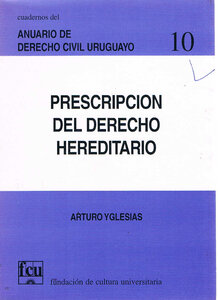 cuadernos del
ANUARIO DE
DERECHO CIVIL URUGUAYO
10
PRESCRIPCION
DEL DERECHO
HEREDITARIO
ARTURO YGLESIAS
fcu
fundación de cultura universitaria